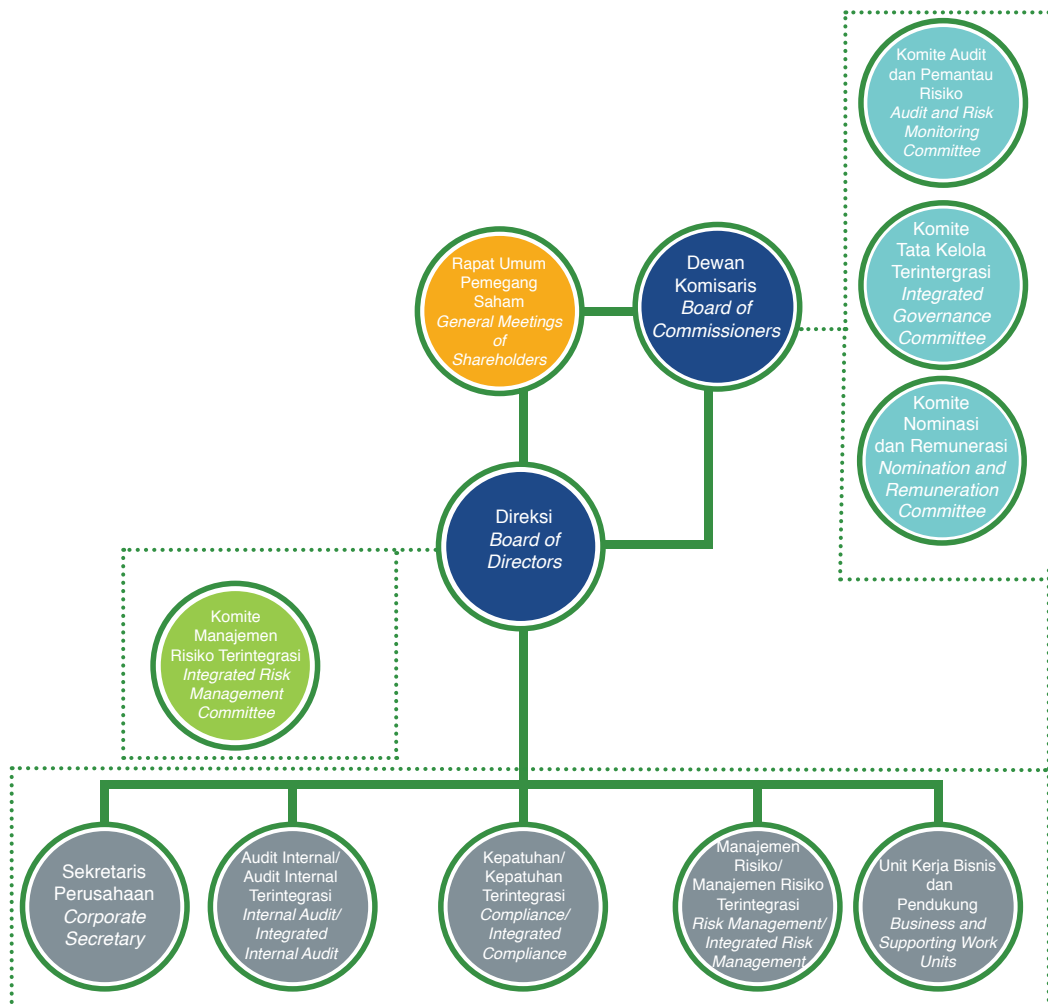 Komite Audit
dan Pemantau
Risiko
Audit and Risk
Monitoring
Committee
Komite
Tata Kelola
Terintergrasi
Integrated
Governance
Committee
Komite
Nominasi
dan Remunerasi
Nomination and
Remuneration
Committee
Rapat Umum
Pemegang
Saham
General Meetings
of
Shareholders
Dewan
Komisaris
Board of
Commissioners
Direksi
Board of
Directors
Komite
Manajemen
Risiko Terintegrasi
Integrated Risk
Management
Committee
Sekretaris
Perusahaan
Corporate
Secretary
Audit Internal/
Audit Internal
Terintegrasi
Internal Audit/
Integrated
Internal Audit
Kepatuhan/
Kepatuhan
Terintegrasi
Compliance/
Integrated
Compliance
Manajemen
Risiko/
Manajemen Risiko
Terintegrasi
Risk Management/
Integrated Risk
Management
Unit Kerja Bisnis
dan
Pendukung
Business and
Supporting Work
Units